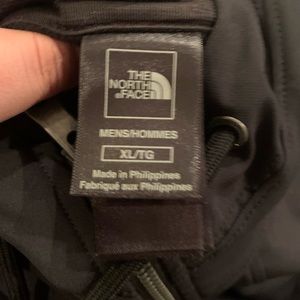 THE
NORTH
FACE
MENS/HOMMES
XL/TG
Made in Philippines
Fabriqué aux Philippines